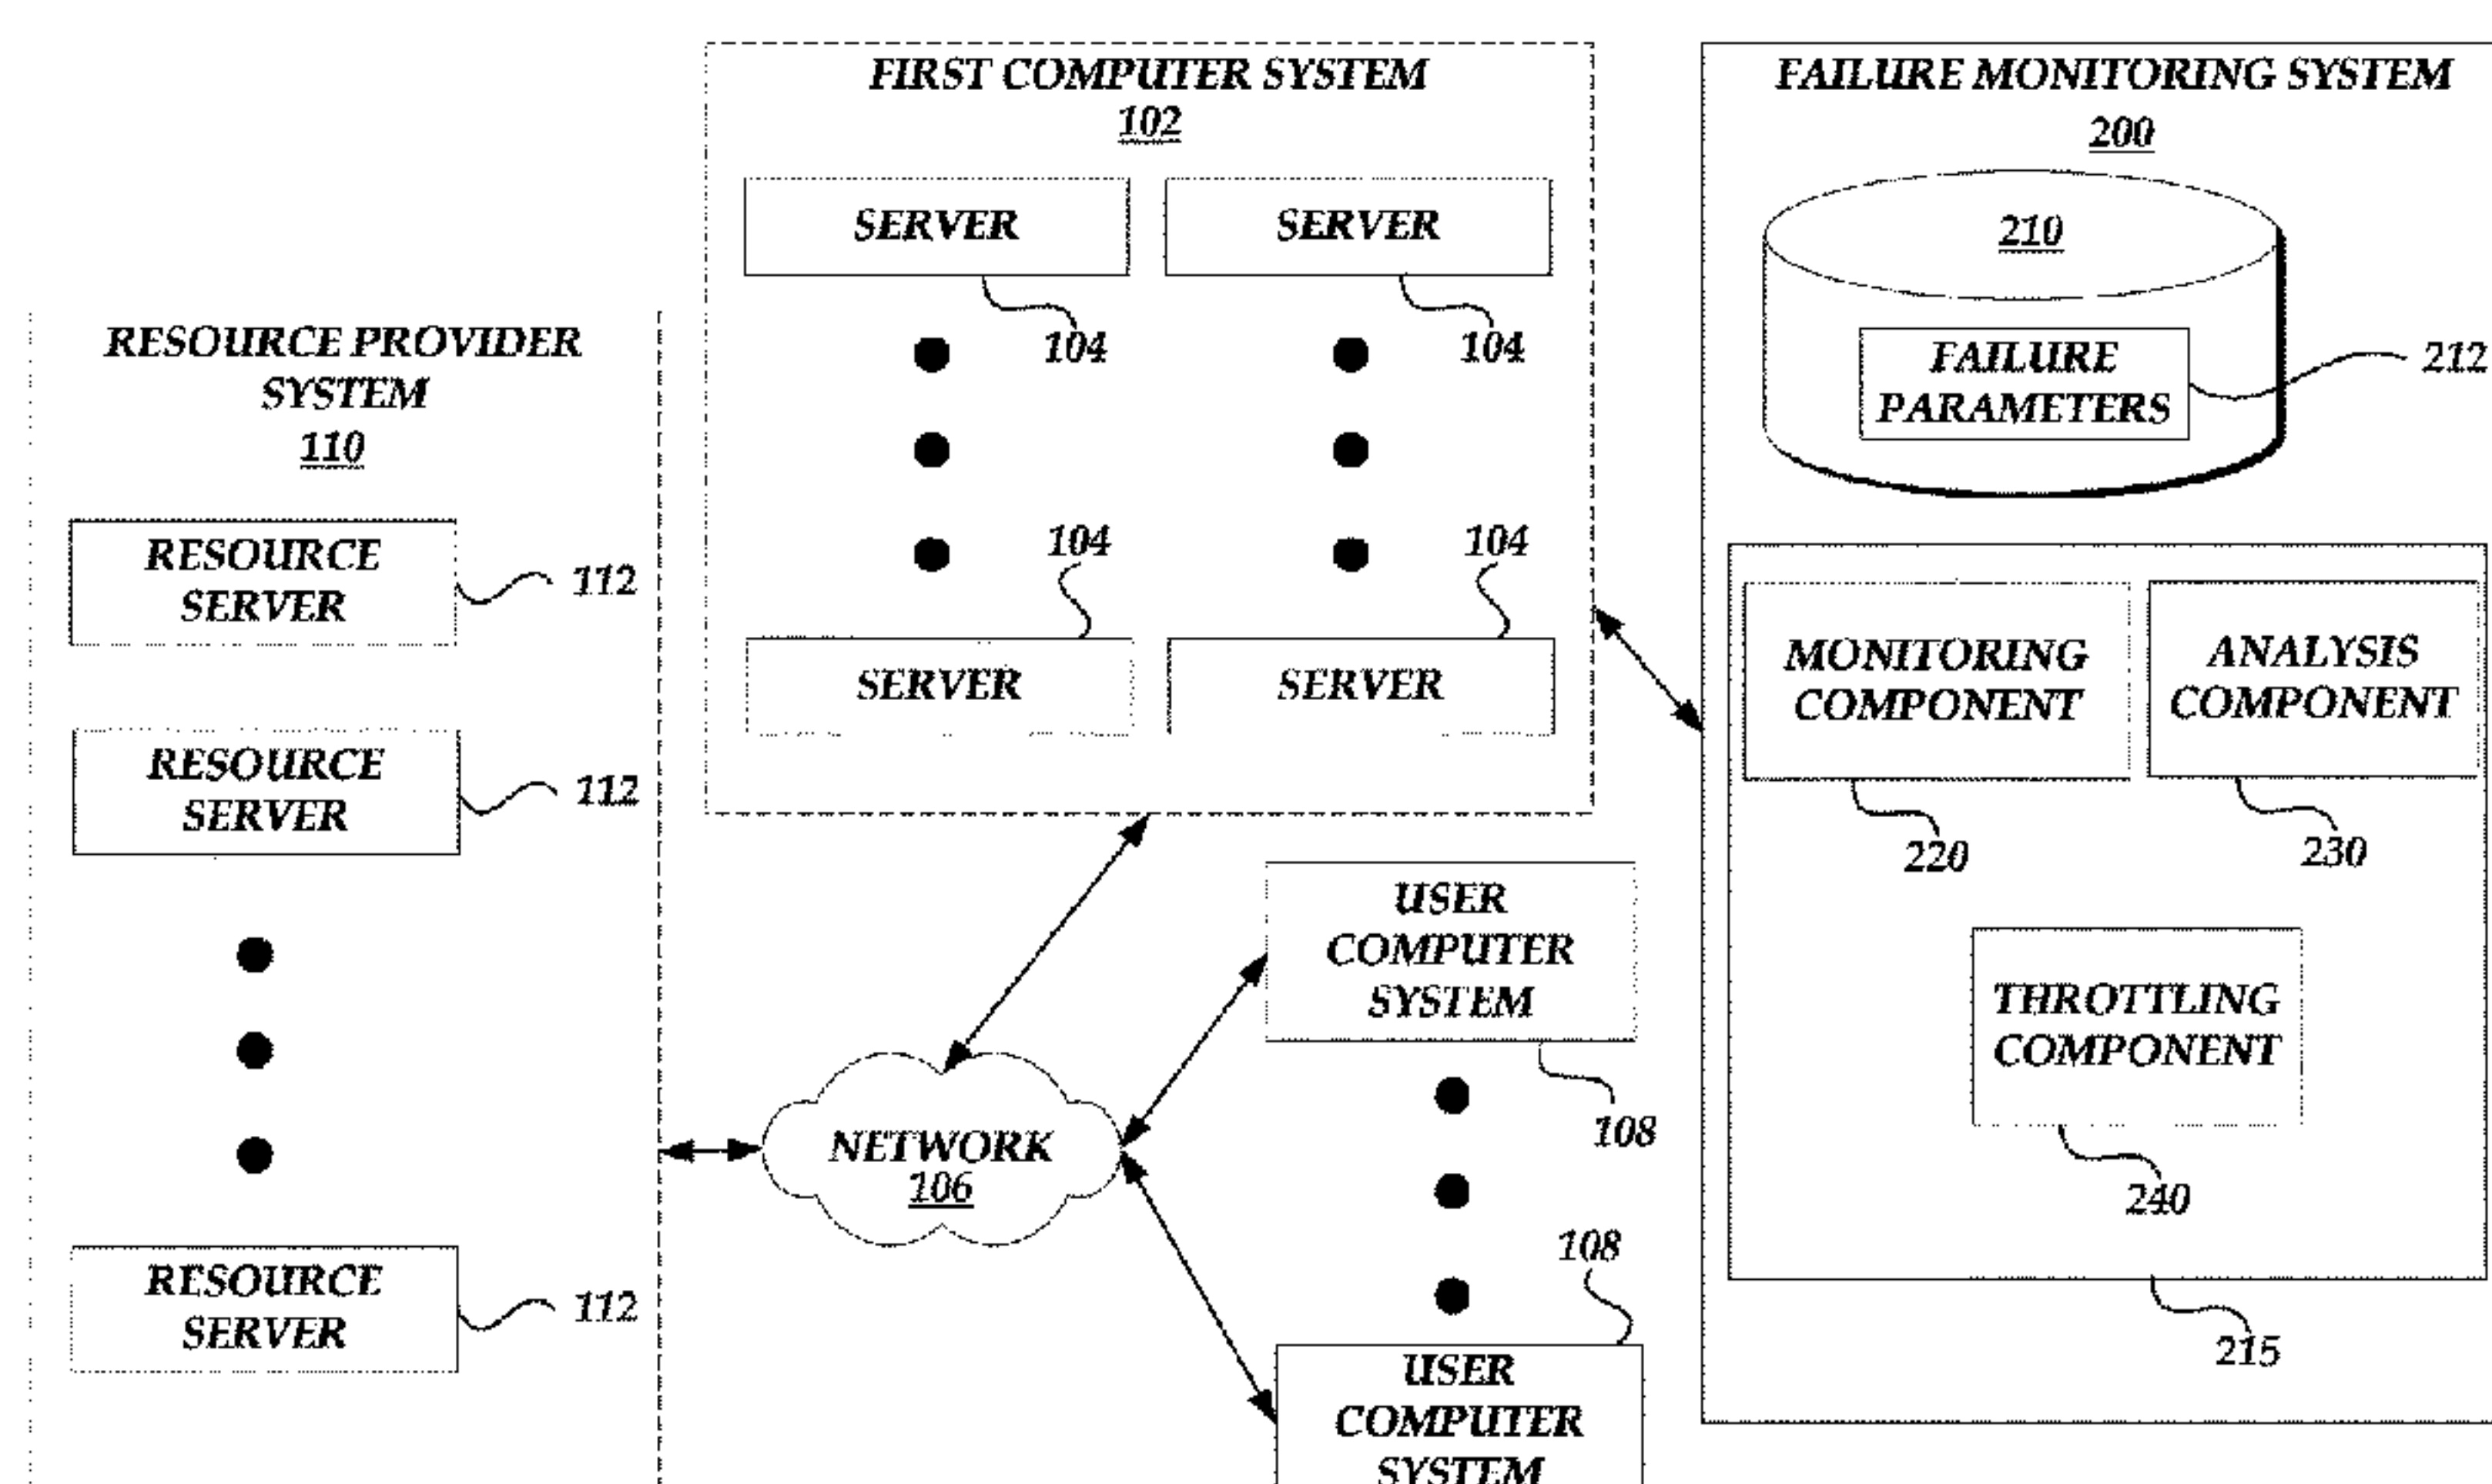 FIRST COMPUTER SYSTEM
102
SERVER
SERVER
104
104
104
104
SERVER
SERVER
FAILURE MONITORING SYSTEM
200
210
FAILURE
PARAMETERS
212
MONITORING
COMPONENT
ANALYSIS
COMPONENT
220
230
THROTTLING
COMPONENT
240
215
RESOURCE PROVIDER
SYSTEM
110
RESOURCE
SERVER
112
RESOURCE
SERVER
112
RESOURCE
SERVER
112
NETWORK
106
USER
COMPUTER
SYSTEM
108
108
USER
COMPUTER
SYSTEM